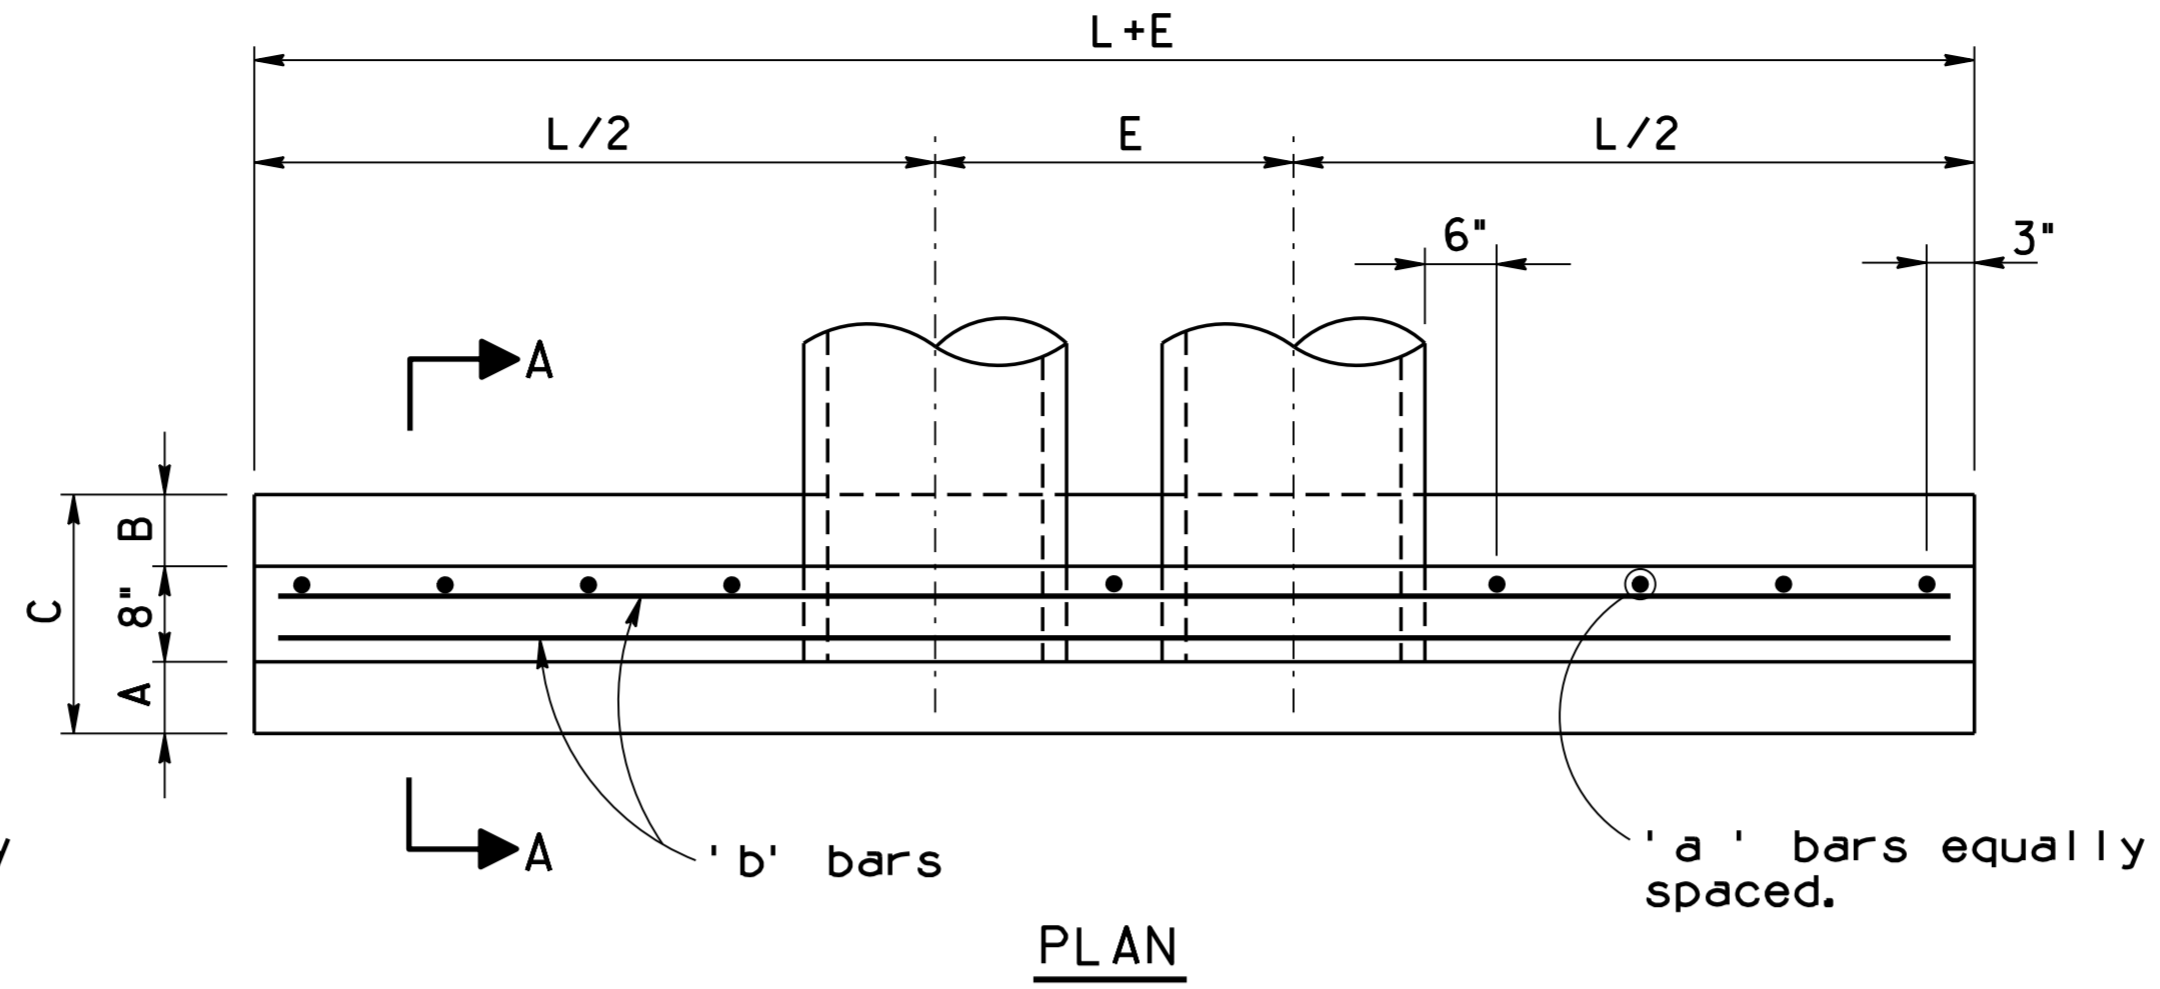 L+E
L/2
E
L/2
6"
3"
A
B
8"
C
A
A
'b' bars
'a ' bars equally
spaced.
PLAN